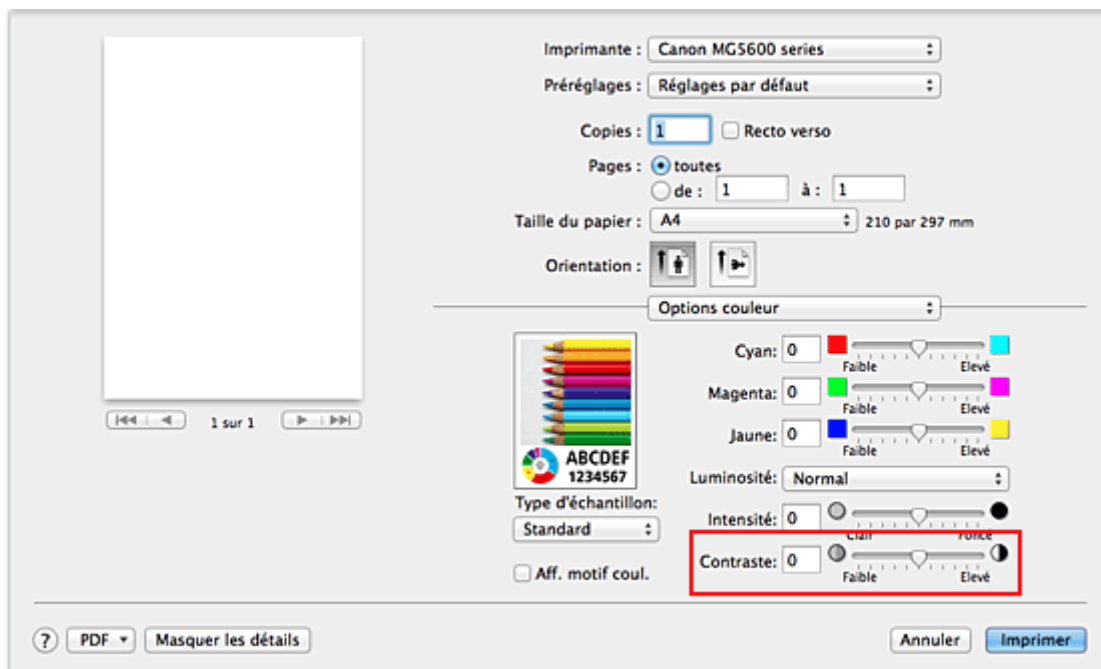 Imprimante : Canon MG5600 series
Préréglages : Réglages par défaut
Copies : 1 Recto verso
Pages : toutes
de : 1 à : 1
Taille du papier : A4 210 par 297 mm
Orientation :
Options couleur
1 sur 1
ABCDEF
1234567
Type d'échantillon:
Standard
Aff. motif coul.
Cyan: 0
Faible Elevé
Magenta: 0
Faible Elevé
Jaune: 0
Faible Elevé
Luminosité: Normal
Intensité: 0
Clair Foncé
Contraste: 0
Faible Elevé
? PDF Masquer les détails Annuler Imprimer